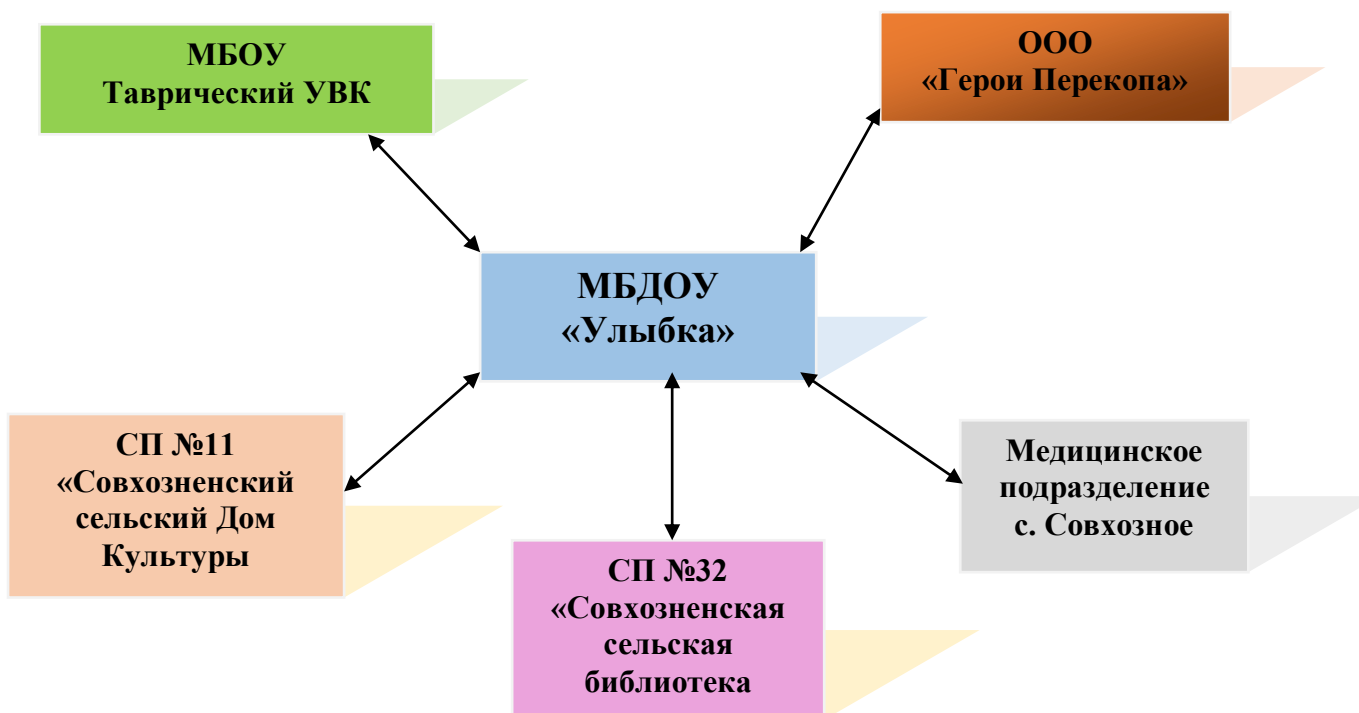 МБОУ
Таврический УВК
ООО
«Герои Перекопа»
МБДОУ
«Улыбка»
СП №11
«Совхозненский
сельский Дом
Культуры
СП №32
«Совхозненская
сельская
библиотека
Медицинское
подразделение
с. Совхозное